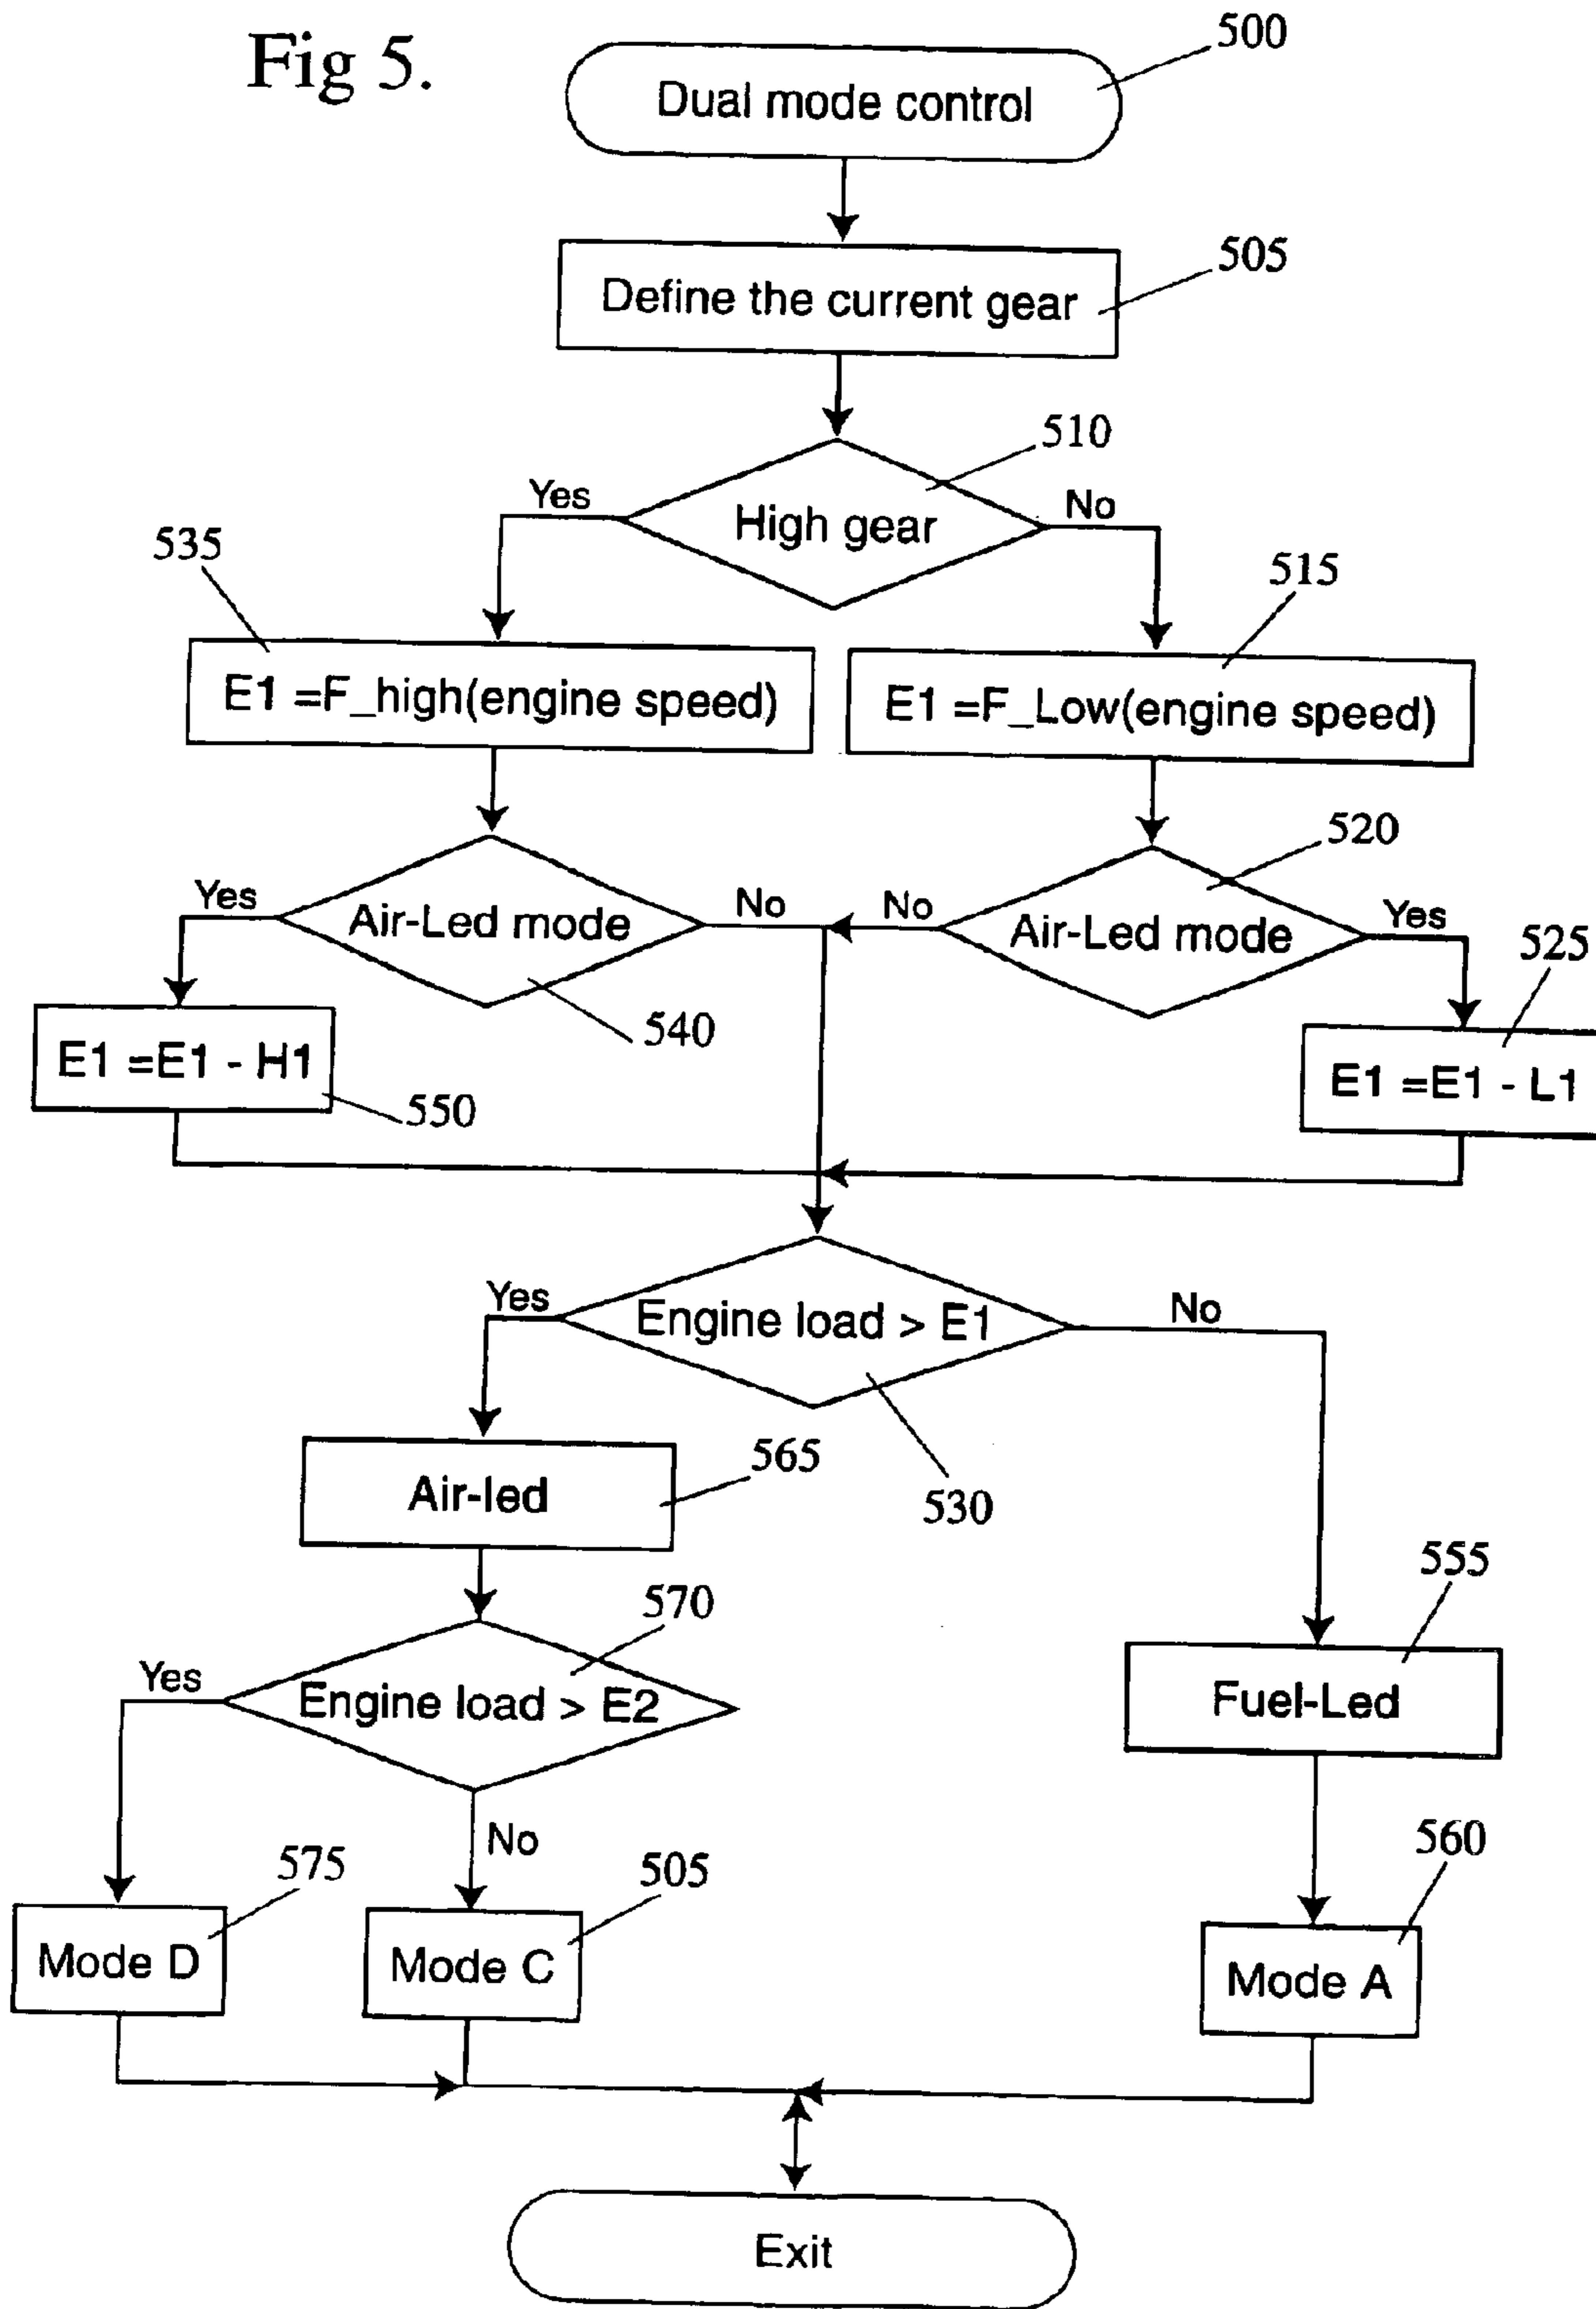 Fig 5.
500
Dual mode control
505
Define the current gear
510
Yes
High gear
No
535
515
E1 =F_high(engine speed)
E1 =F_Low(engine speed)
520
Yes
Air-Led mode
No
No
Air-Led mode
Yes
525
540
E1 =E1 - H1
550
E1 =E1 - L1
Yes
Engine load > E1
No
565
Air-led
530
555
570
Yes
Engine load > E2
Fuel-Led
No
575
505
560
Mode D
Mode C
Mode A
Exit